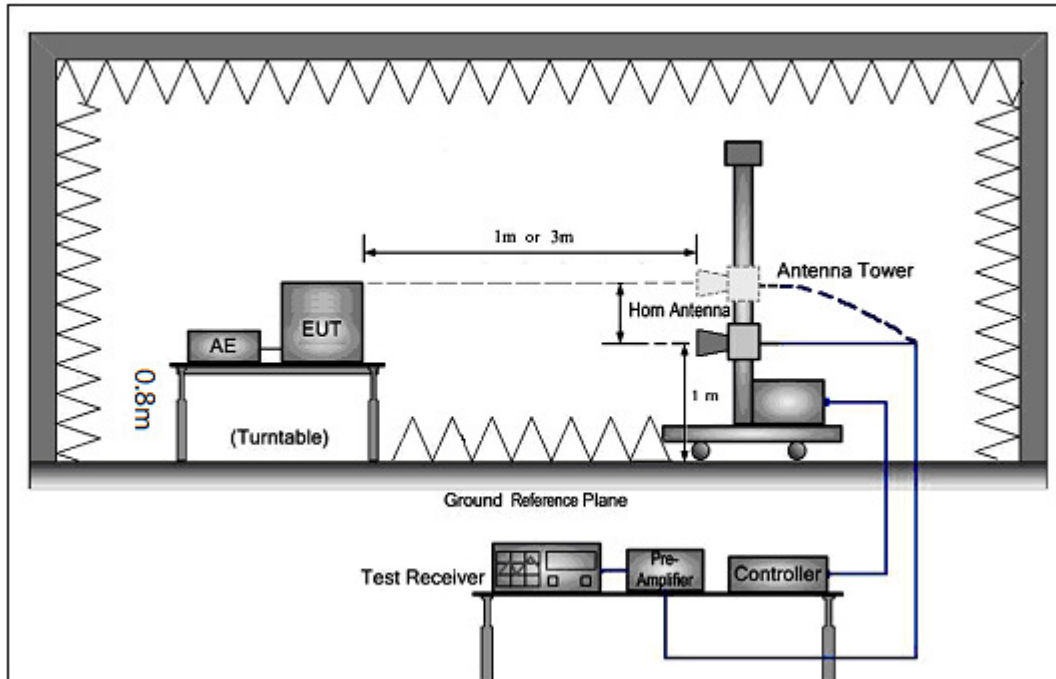 1m or 3m
Antenna Tower
Horn Antenna
EUT
AE
0.8m
1 m
(Turntable)
Ground Reference Plane
Test Receiver
Pre-
Amplifier
Controller